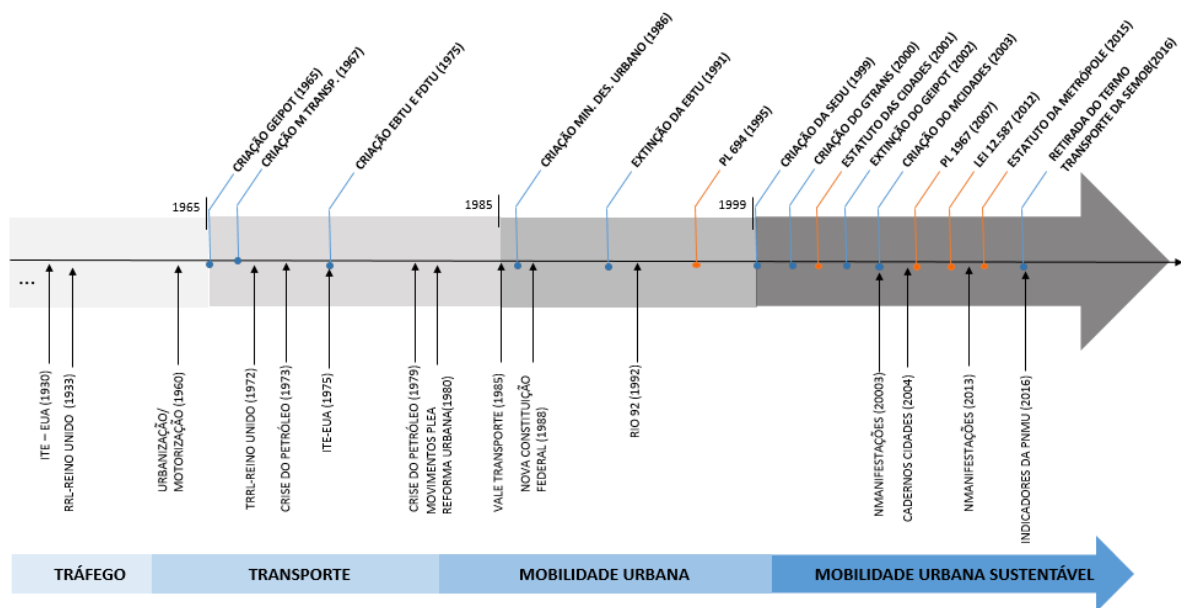 CRIAÇÃO GEIPOT (1965)
CRIAÇÃO M TRANSP. (1967)
CRIAÇÃO EBTU E FDTU (1975)
CRIAÇÃO MIN. DES. URBANO (1986)
EXTINÇÃO DA EBTU (1991)
PL 694 (1995)
CRIAÇÃO DA SEDU (1999)
CRIAÇÃO DO GTRANS (2000)
ESTATUTO DAS CIDADES (2001)
EXTINÇÃO DO GEIPOT (2002)
CRIAÇÃO DO MCIDADES (2003)
PL 1967 (2007)
LEI 12.587 (2012)
ESTATUTO DA METRÓPOLE (2015)
RETIRADA DO TERMO
TRANSPORTE DA SEMOB(2016)
1965
1985
1999
...
ITE – EUA (1930)
RRL-REINO UNIDO (1933)
URBANIZAÇÃO/
MOTORIZAÇÃO (1960)
TRRL-REINO UNIDO (1972)
CRISE DO PETRÓLEO (1973)
ITE-EUA (1975)
CRISE DO PETRÓLEO (1979)
MOVIMENTOS PLEA
REFORMA URBANA(1980)
VALE TRANSPORTE (1985)
NOVA CONSTITUIÇÃO
FEDERAL (1988)
RIO 92 (1992)
NMANIFESTAÇÕES (20003)
CADERNOS CIDADES (2004)
NMANIFESTAÇÕES (2013)
INDICADORES DA PNMU (2016)
TRÁFEGO
TRANSPORTE
MOBILIDADE URBANA
MOBILIDADE URBANA SUSTENTÁVEL